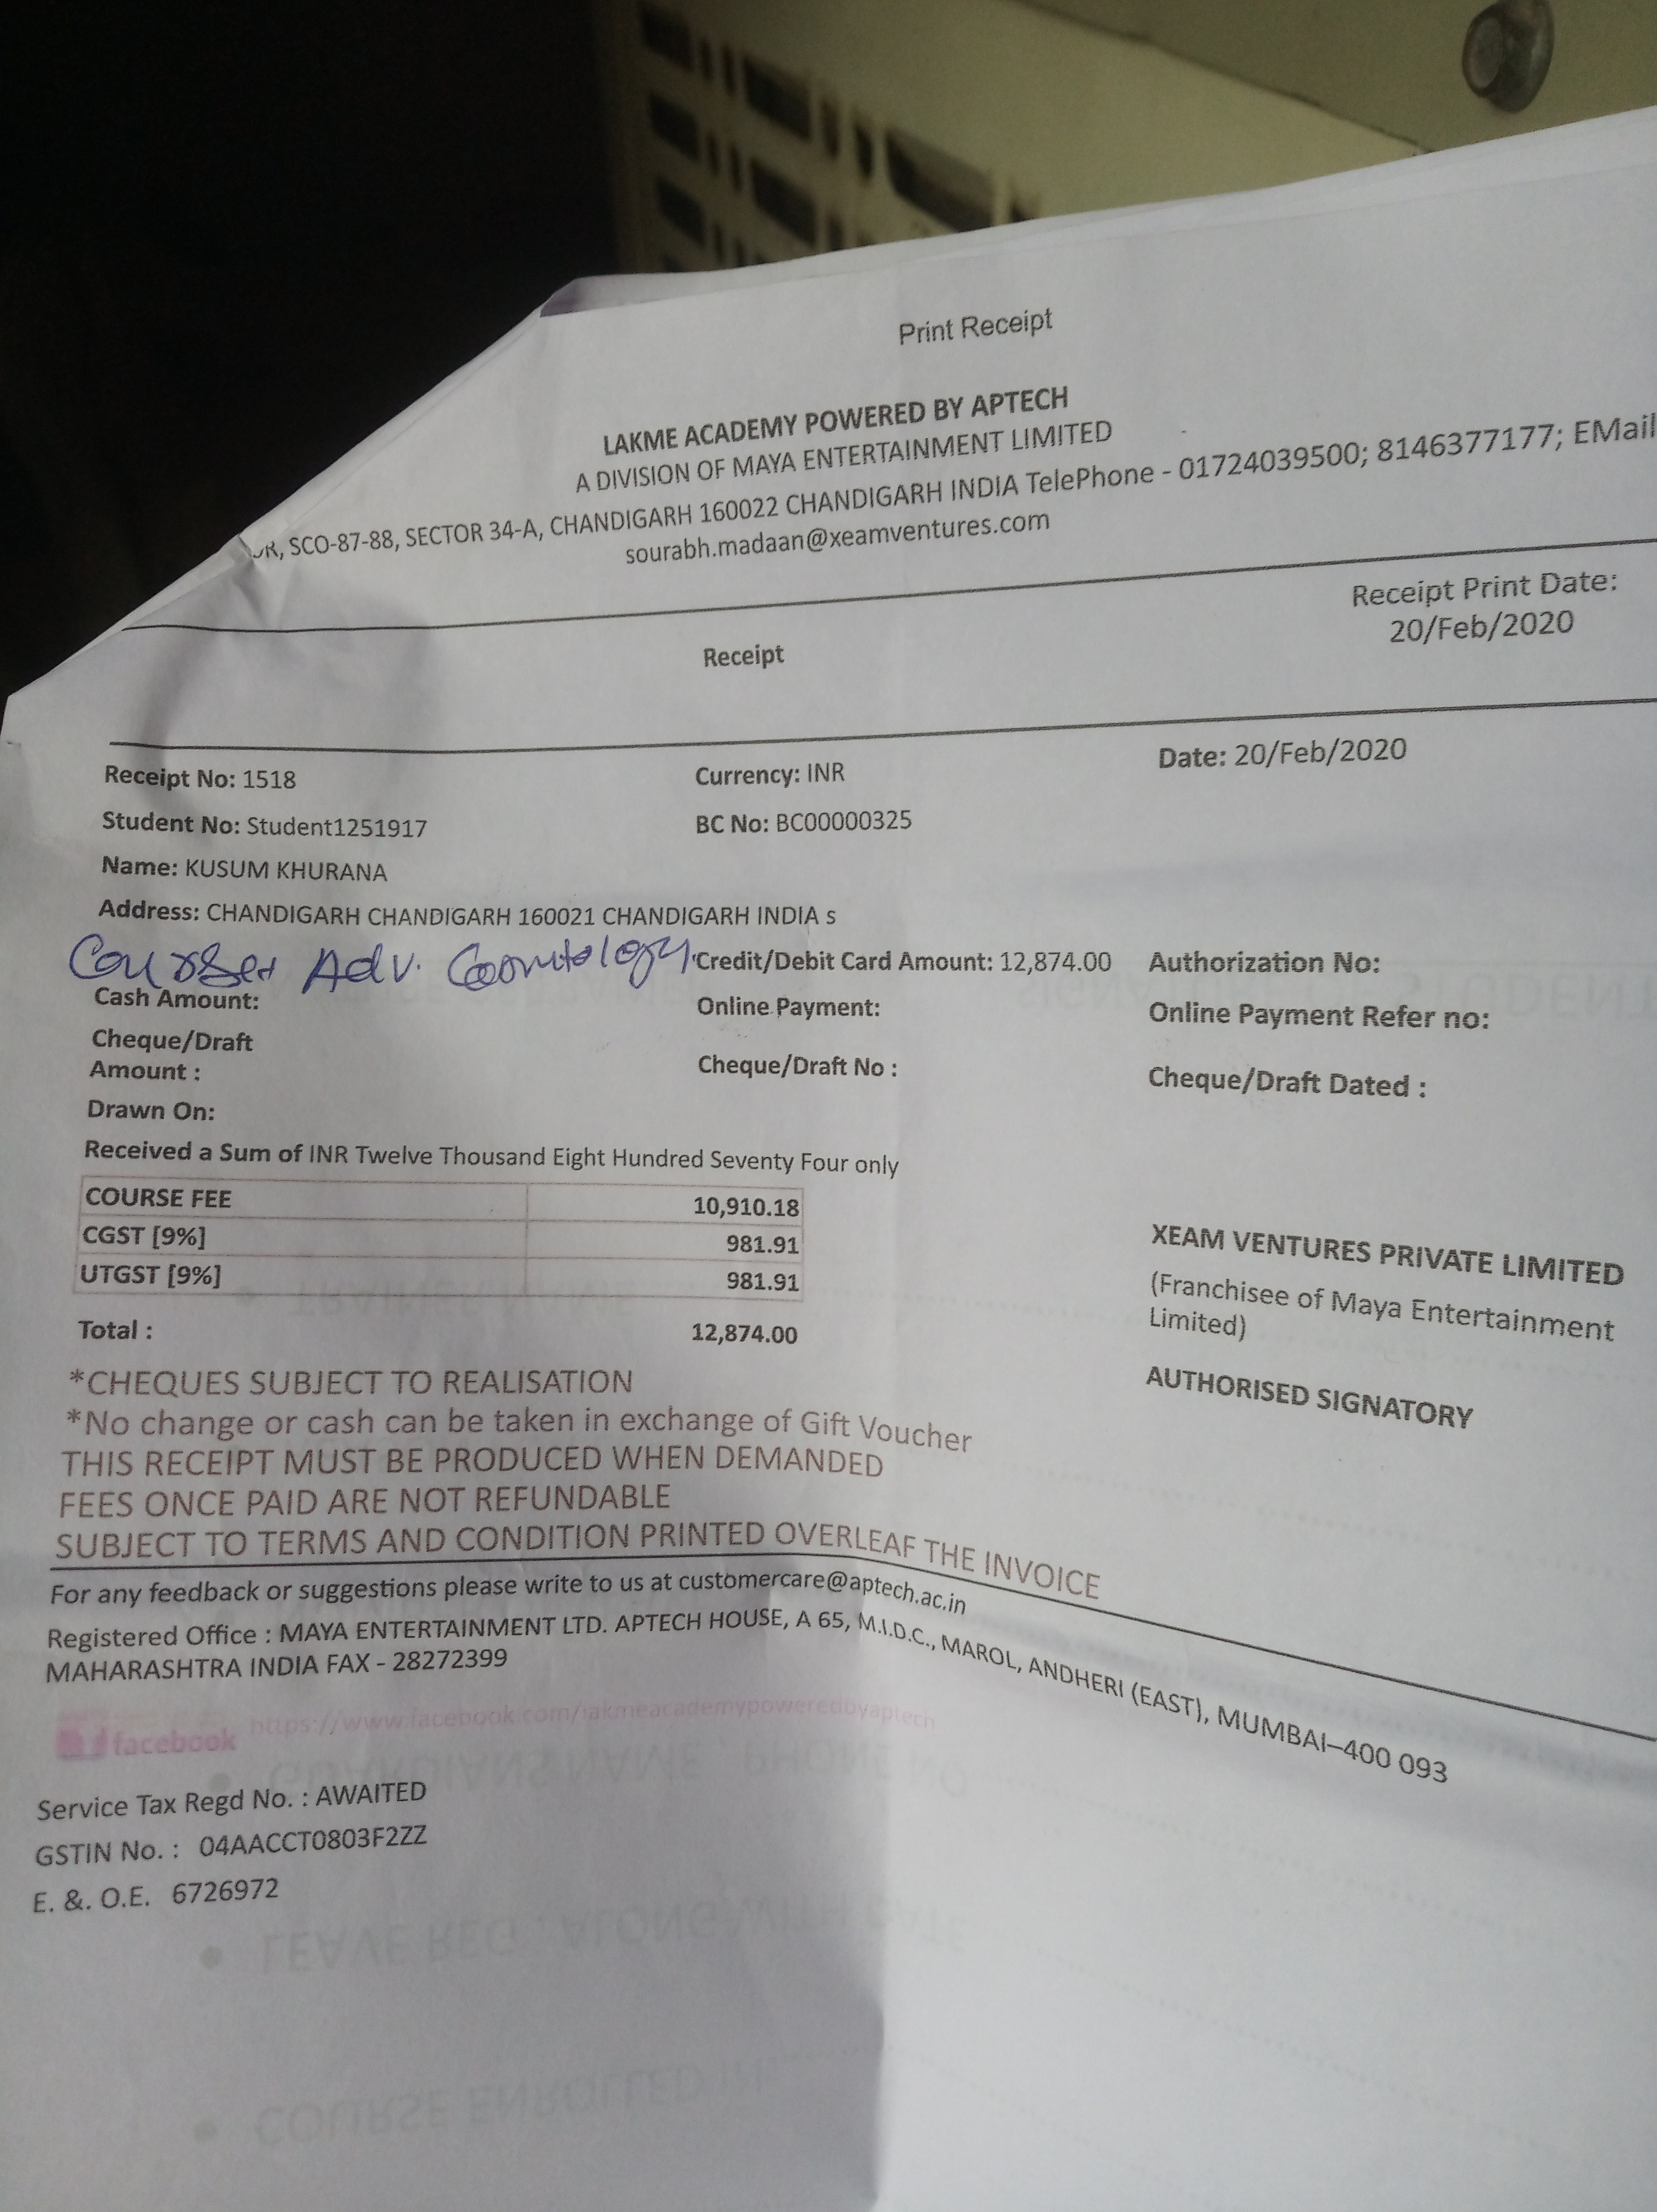 Print Receipt
LAKME ACADEMY POWERED BY APTECH
A DIVISION OF MAYA ENTERTAINMENT LIMITED
SCO-87-88, SECTOR 34-A, CHANDIGARH 160022 CHANDIGARH INDIA TelePhone - 01724039500; 8146377177; EMail
sourabh.madaan@xeamventures.com
Receipt Print Date:
20/Feb/2020
Receipt
Receipt No: 1518 Currency: INR Date: 20/Feb/2020
Student No: Student1251917 BC No: BC00000325
Name: KUSUM KHURANA
Address: CHANDIGARH CHANDIGARH 160021 CHANDIGARH INDIA s
Adv. Credit/Debit Card Amount: 12,874.00 Authorization No:
Cash Amount: Online Payment: Online Payment Refer no:
Cheque/Draft
Amount : Cheque/Draft No : Cheque/Draft Dated :
Drawn On:
Received a Sum of INR Twelve Thousand Eight Hundred Seventy Four only
COURSE FEE 10,910.18
CGST [9%] 981.91
UTGST [9%] 981.91
Total : 12,874.00
XEAM VENTURES PRIVATE LIMITED
(Franchisee of Maya Entertainment
Limited)
AUTHORISED SIGNATORY
*CHEQUES SUBJECT TO REALISATION
*No change or cash can be taken in exchange of Gift Voucher
THIS RECEIPT MUST BE PRODUCED WHEN DEMANDED
FEES ONCE PAID ARE NOT REFUNDABLE
SUBJECT TO TERMS AND CONDITION PRINTED OVERLEAF THE INVOICE
For any feedback or suggestions please write to us at customercare@aptech.ac.in
Registered Office : MAYA ENTERTAINMENT LTD. APTECH HOUSE, A 65, M.I.D.C., MAROL, ANDHERI (EAST), MUMBAI–400 093
MAHARASHTRA INDIA FAX - 28272399
facebook https://www.facebook.com/lakmeacademypoweredbyaptech
Service Tax Regd No. : AWAITED
GSTIN No. : 04AACCT0803F2ZZ
E. &. O.E. 6726972